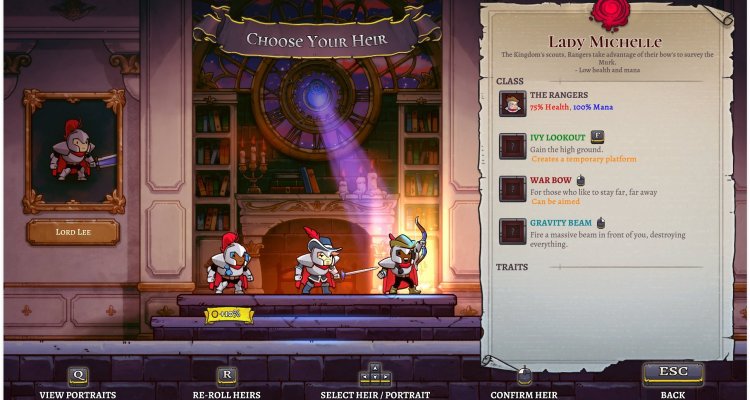 Choose Your Heir
Lord Lee
+10%
Lady Michelle
The Kingdom's scouts, Rangers take advantage of their bow's to survey the
Murk.
- Low health and mana
CLASS
THE RANGERS
75% Health, 100% Mana
IVY LOOKOUT F
Gain the high ground.
Creates a temporary platform
WAR BOW
For those who like to stay far, far away
Can be aimed
GRAVITY BEAM
Fire a massive beam in front of you, destroying
everything.
TRAITS
Q
VIEW PORTRAITS
R
RE-ROLL HEIRS
SELECT HEIR / PORTRAIT
CONFIRM HEIR
ESC
BACK